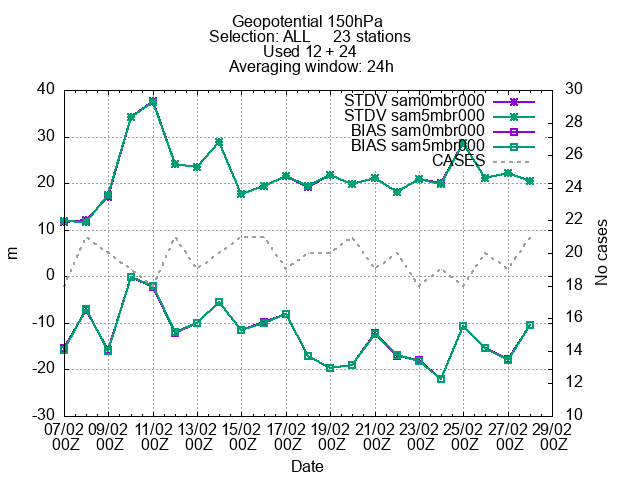 Geopotential 150hPa
Selection: ALL 23 stations
Used 12 + 24
Averaging window: 24h
STDV sam0mbr000
STDV sam5mbr000
BIAS sam0mbr000
BIAS sam5mbr000
CASES
40
30
20
10
0
-10
-20
-30
m
30
28
26
24
22
20
18
16
14
12
10
No cases
07/02 09/02 11/02 13/02 15/02 17/02 19/02 21/02 23/02 25/02 27/02 29/02
00Z 00Z 00Z 00Z 00Z 00Z 00Z 00Z 00Z 00Z 00Z 00Z
Date